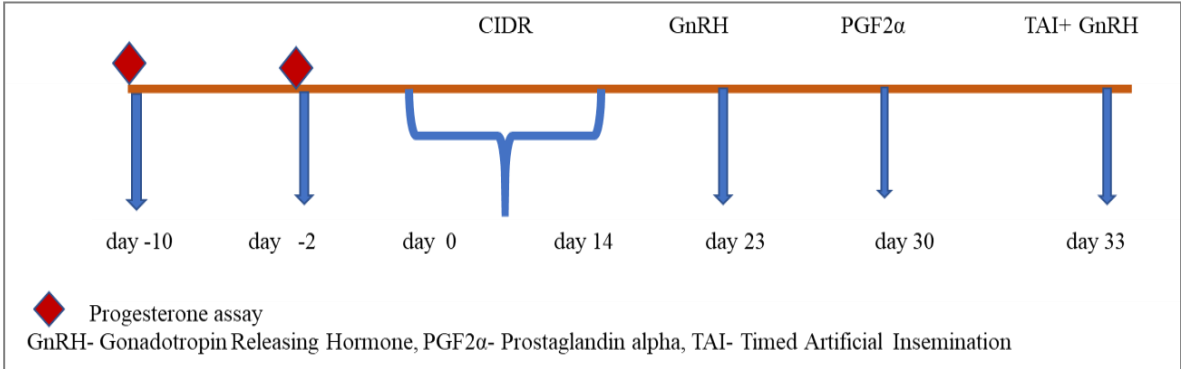 CIDR GnRH PGF2α TAI+ GnRH
day -10 day -2 day 0 day 14 day 23 day 30 day 33
Progesterone assay
GnRH- Gonadotropin Releasing Hormone, PGF2α- Prostaglandin alpha, TAI- Timed Artificial Insemination